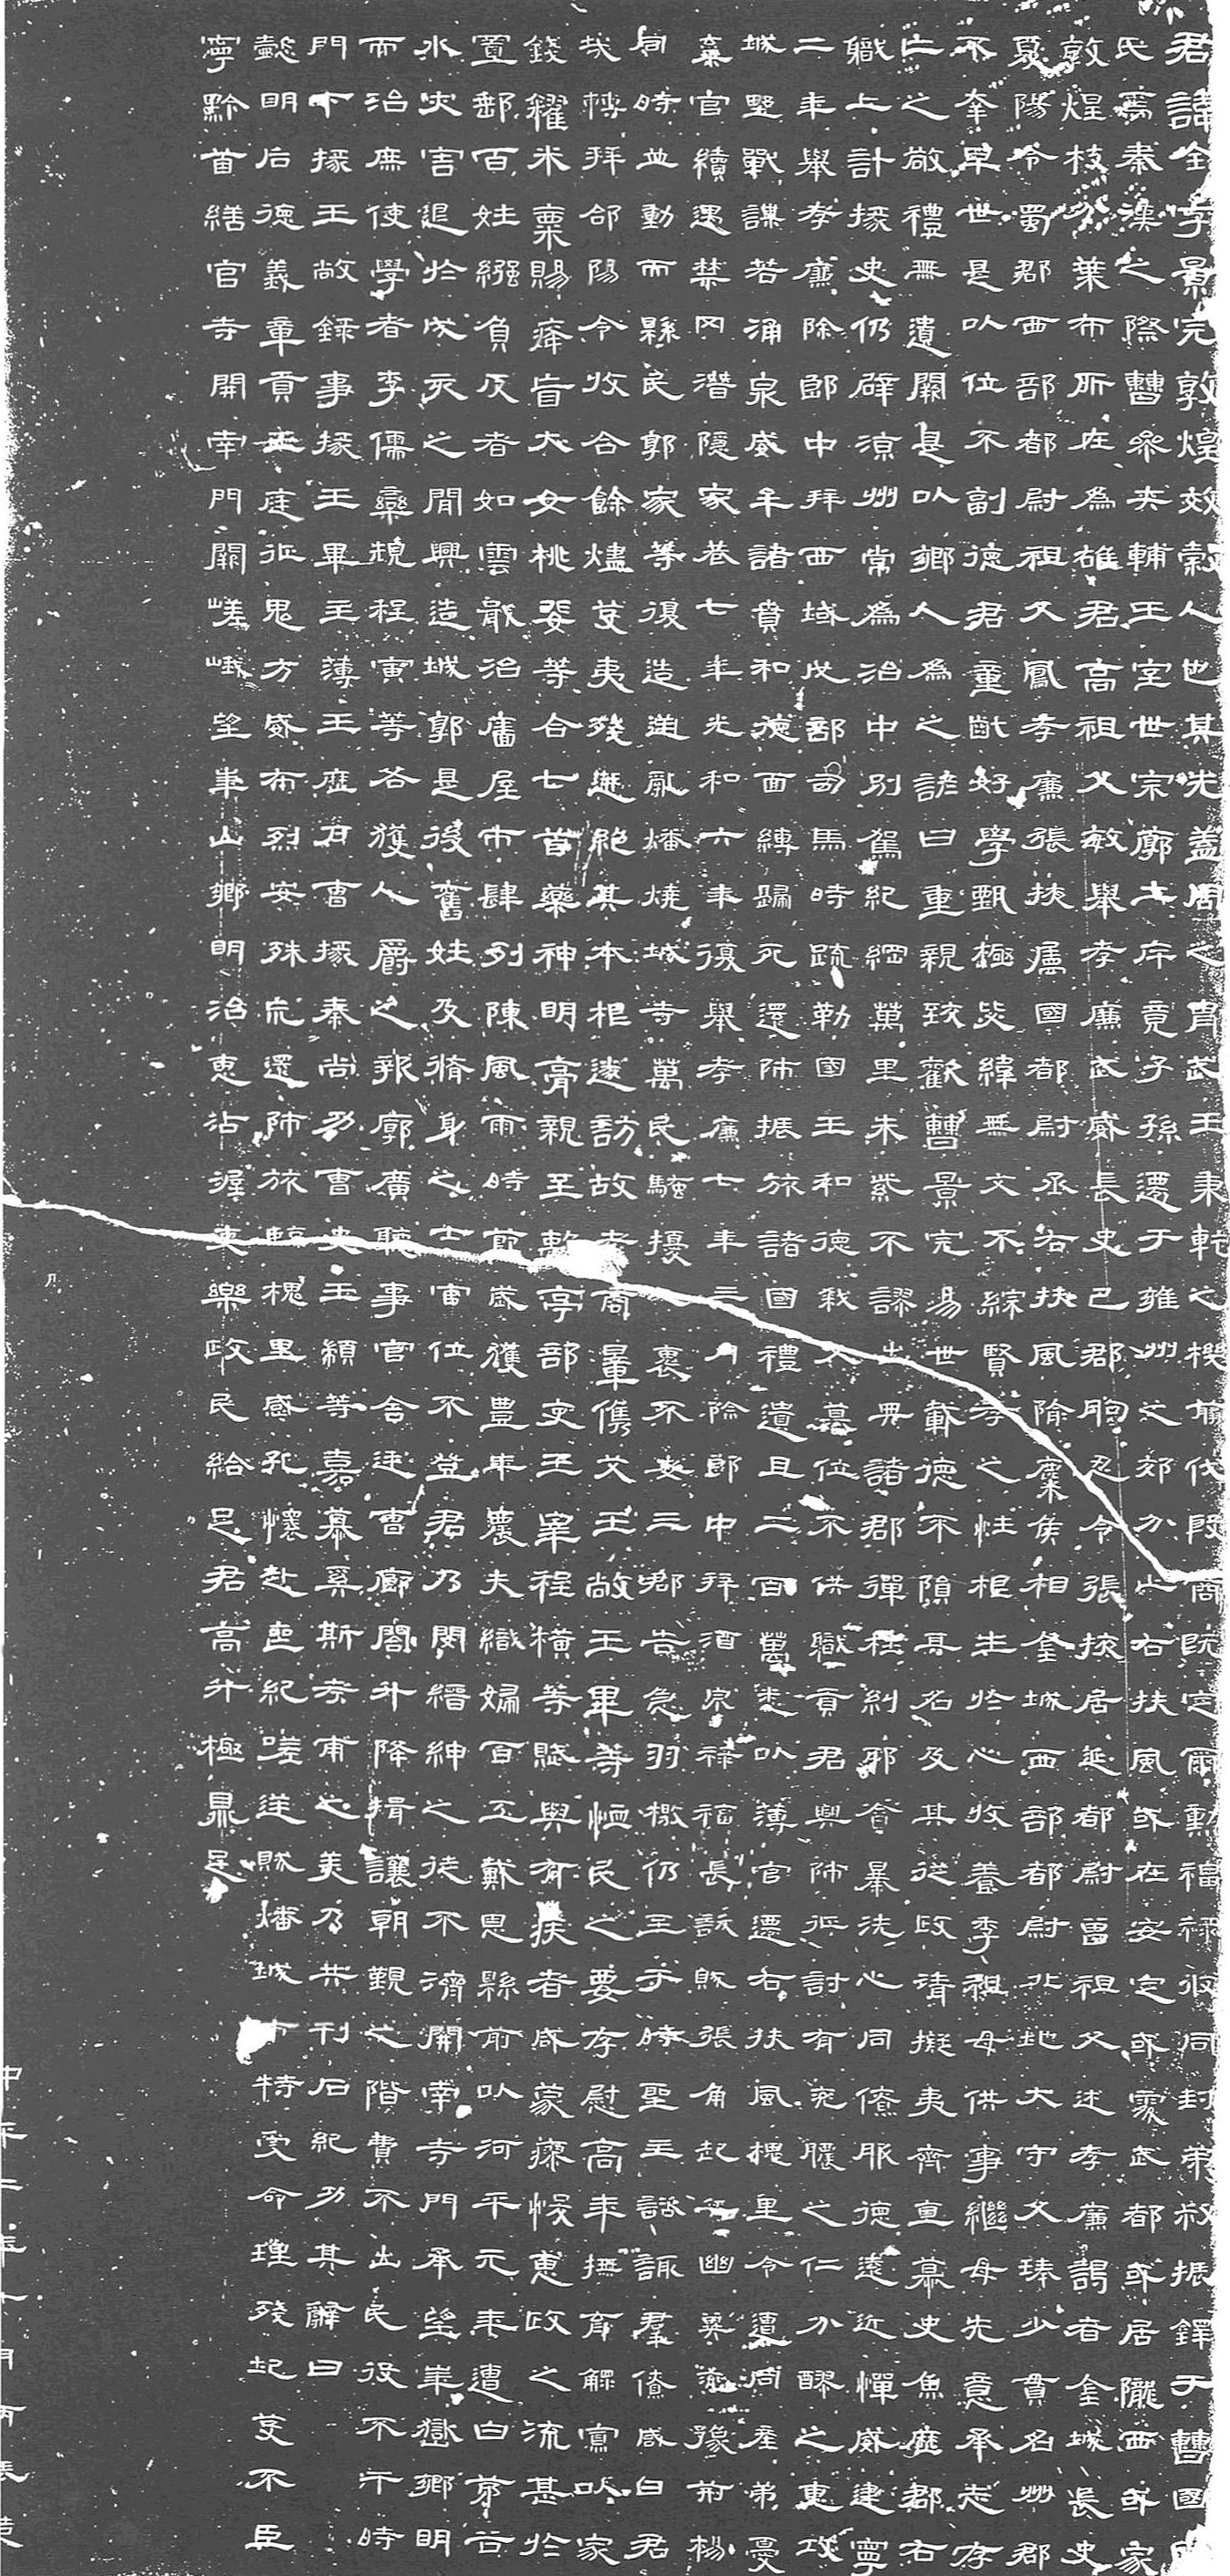 君諱全字景完敦煌效穀人也其先蓋周之胄武王秉乾之機翦伐殷商既定爾勳福祿攸同封弟叔振鐸于曹國因
氏焉秦漢之際曹參夾輔王室世宗廓土斥竟子孫遷于雍州之郊分止右扶風或在安定或處武都或居隴西或家
敦煌枝分葉布所在為雄君高祖父敏舉孝廉武威長史巴郡朐忍令張掖居延都尉曾祖父述孝廉謁者金城長史
夏陽令蜀郡西部都尉祖父鳳孝廉張掖屬國都尉丞右扶風隃麋侯相金城西部都尉北地大守父琫少貫名州郡
不幸早世是以位不副德君童齔好學甄極毖緯無文不綜賢孝之性根生於心收養季祖母供事繼母先意承志存
亡之敬禮無遺闕是以鄉人為之諺曰重親致歡曹景完易世載德不隕其名及其從政清擬夷齊直慕史魚歷郡右
職上計掾史仍辟涼州常為治中別駕紀綱萬里朱紫不謬出典諸郡彈枉糾邪貪暴洗心同僚服德遠近憚威建寧
二年舉孝廉除郎中拜西域戊部司馬時疏勒國王和德弒父篡位不供職貢君興師征討有兗膿之仁分醪之惠攻
城野戰謀若涌泉威牟諸賁和德面縛歸死還師振旅諸國禮遺且二百萬悉以薄官遷右扶風槐里令遭同產弟憂
棄官續遇禁冈潛隱家巷七年光和六年復舉孝廉七年三月除郎中拜酒泉祿福長訞賊張角起兵幽冀兗豫荊楊
同時並動而縣民郭家等復造逆亂燔燒城寺萬民騷擾人裹不安三郡告急羽檄仍至于時聖主諮諏群僚咸曰君
哉轉拜郃陽令收合餘燼芟夷殘迸絕其本根遂訪故老商量儁艾王敞王畢等恤民之要存慰高年撫育鰥寡以家
錢糴米粟賜癃盲大女桃婓等合七首藥神明膏親至離亭部吏王宰程橫等賦與有疾者咸蒙瘳悛惠政之流甚於
置郵百姓繦負反者如雲戢治廧屋市肆列陳風雨時節歲獲豐年農夫織婦百工戴恩縣前以河平元年遭白茅谷
水災害退於戍亥之間興造城郭是後舊姓及脩身之士官位不登君乃閔縉紳之徒不濟開南寺門承望華嶽鄉明
而治庶使學者李儒欒規程寅等各獲人爵之報廓廣聽事官舍廷曹廊閣升降揖讓朝覲之階費不出民役不干時
門下掾王敞錄事掾王畢主薄王歷戶曹掾秦尚功曹史王顓等嘉慕奚斯考甫之美乃共刊石紀功其辭曰
懿明后德義章貢王庭征鬼方威布烈安殊荒還師旅臨槐里感孔懷赴喪紀嗟逆賊燔城市特受命理殘圮芟不臣
寧黔首繕官寺開南門闕嵯峨望華山鄉明治惠沾渥吏樂政民給足君高升極鼎足
中平二年十月丙辰造